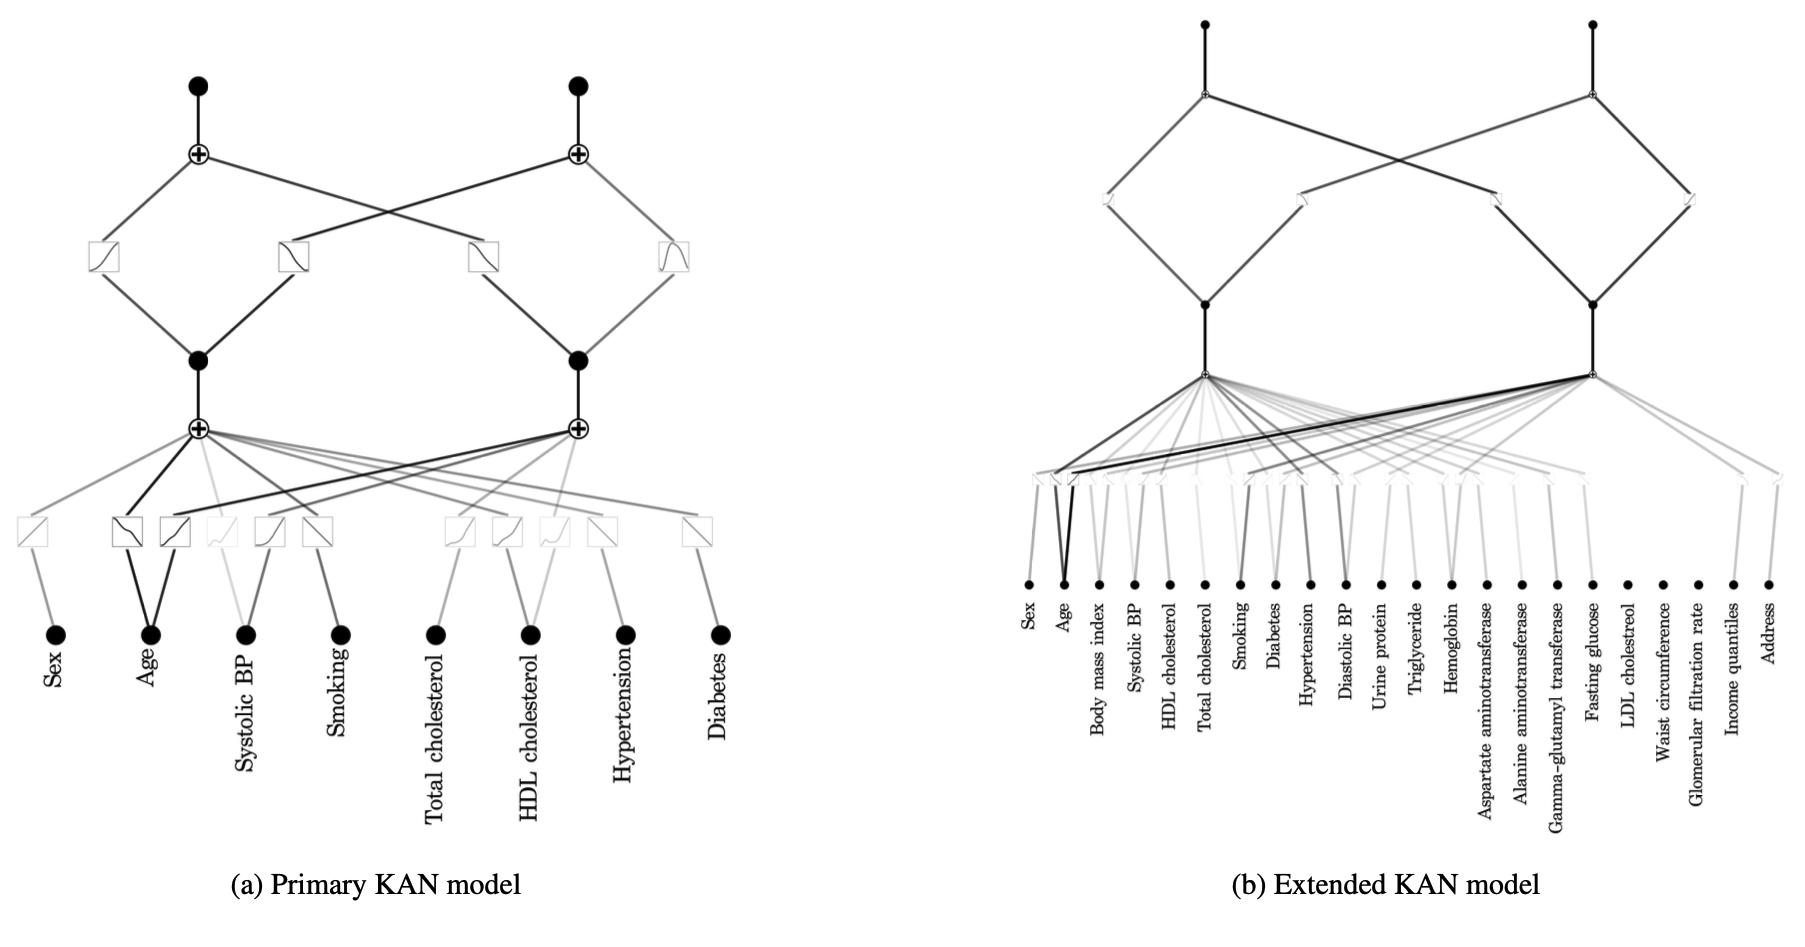 Sex
Age
Systolic BP
Smoking
Total cholesterol
HDL cholesterol
Hypertension
Diabetes
(a) Primary KAN model
Sex
Age
Body mass index
Systolic BP
HDL cholesterol
Total cholesterol
Smoking
Diabetes
Hypertension
Diastolic BP
Urine protein
Triglyceride
Hemoglobin
Aspartate aminotransferase
Alanine aminotransferase
Gamma-glutamyl transferase
Fasting glucose
LDL cholestreol
Waist circumference
Glomerular filtration rate
Income quantiles
Address
(b) Extended KAN model